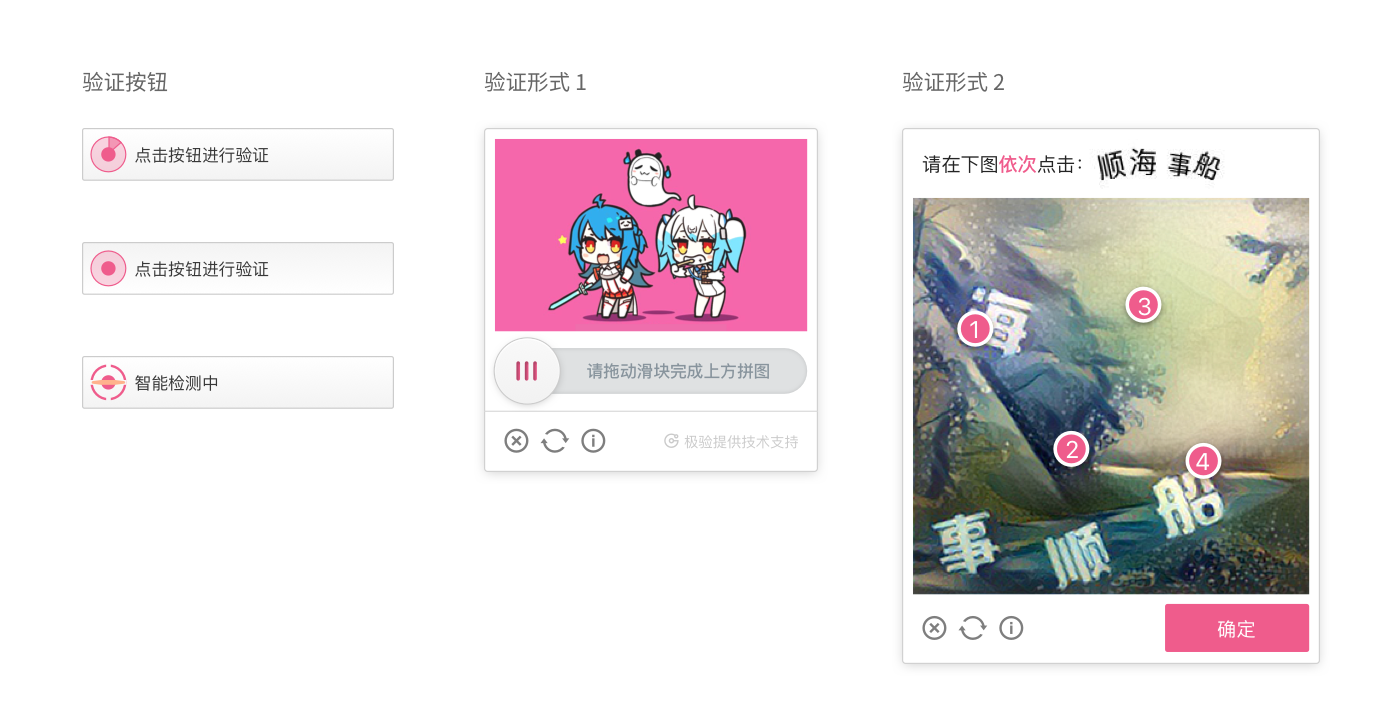 验证按钮
点击按钮进行验证
点击按钮进行验证
智能检测中
验证形式 1
请拖动滑块完成上方拼图
极验提供技术支持
验证形式 2
请在下图依次点击: 顺海事船
1
3
2
4
海
船
事
顺
确定